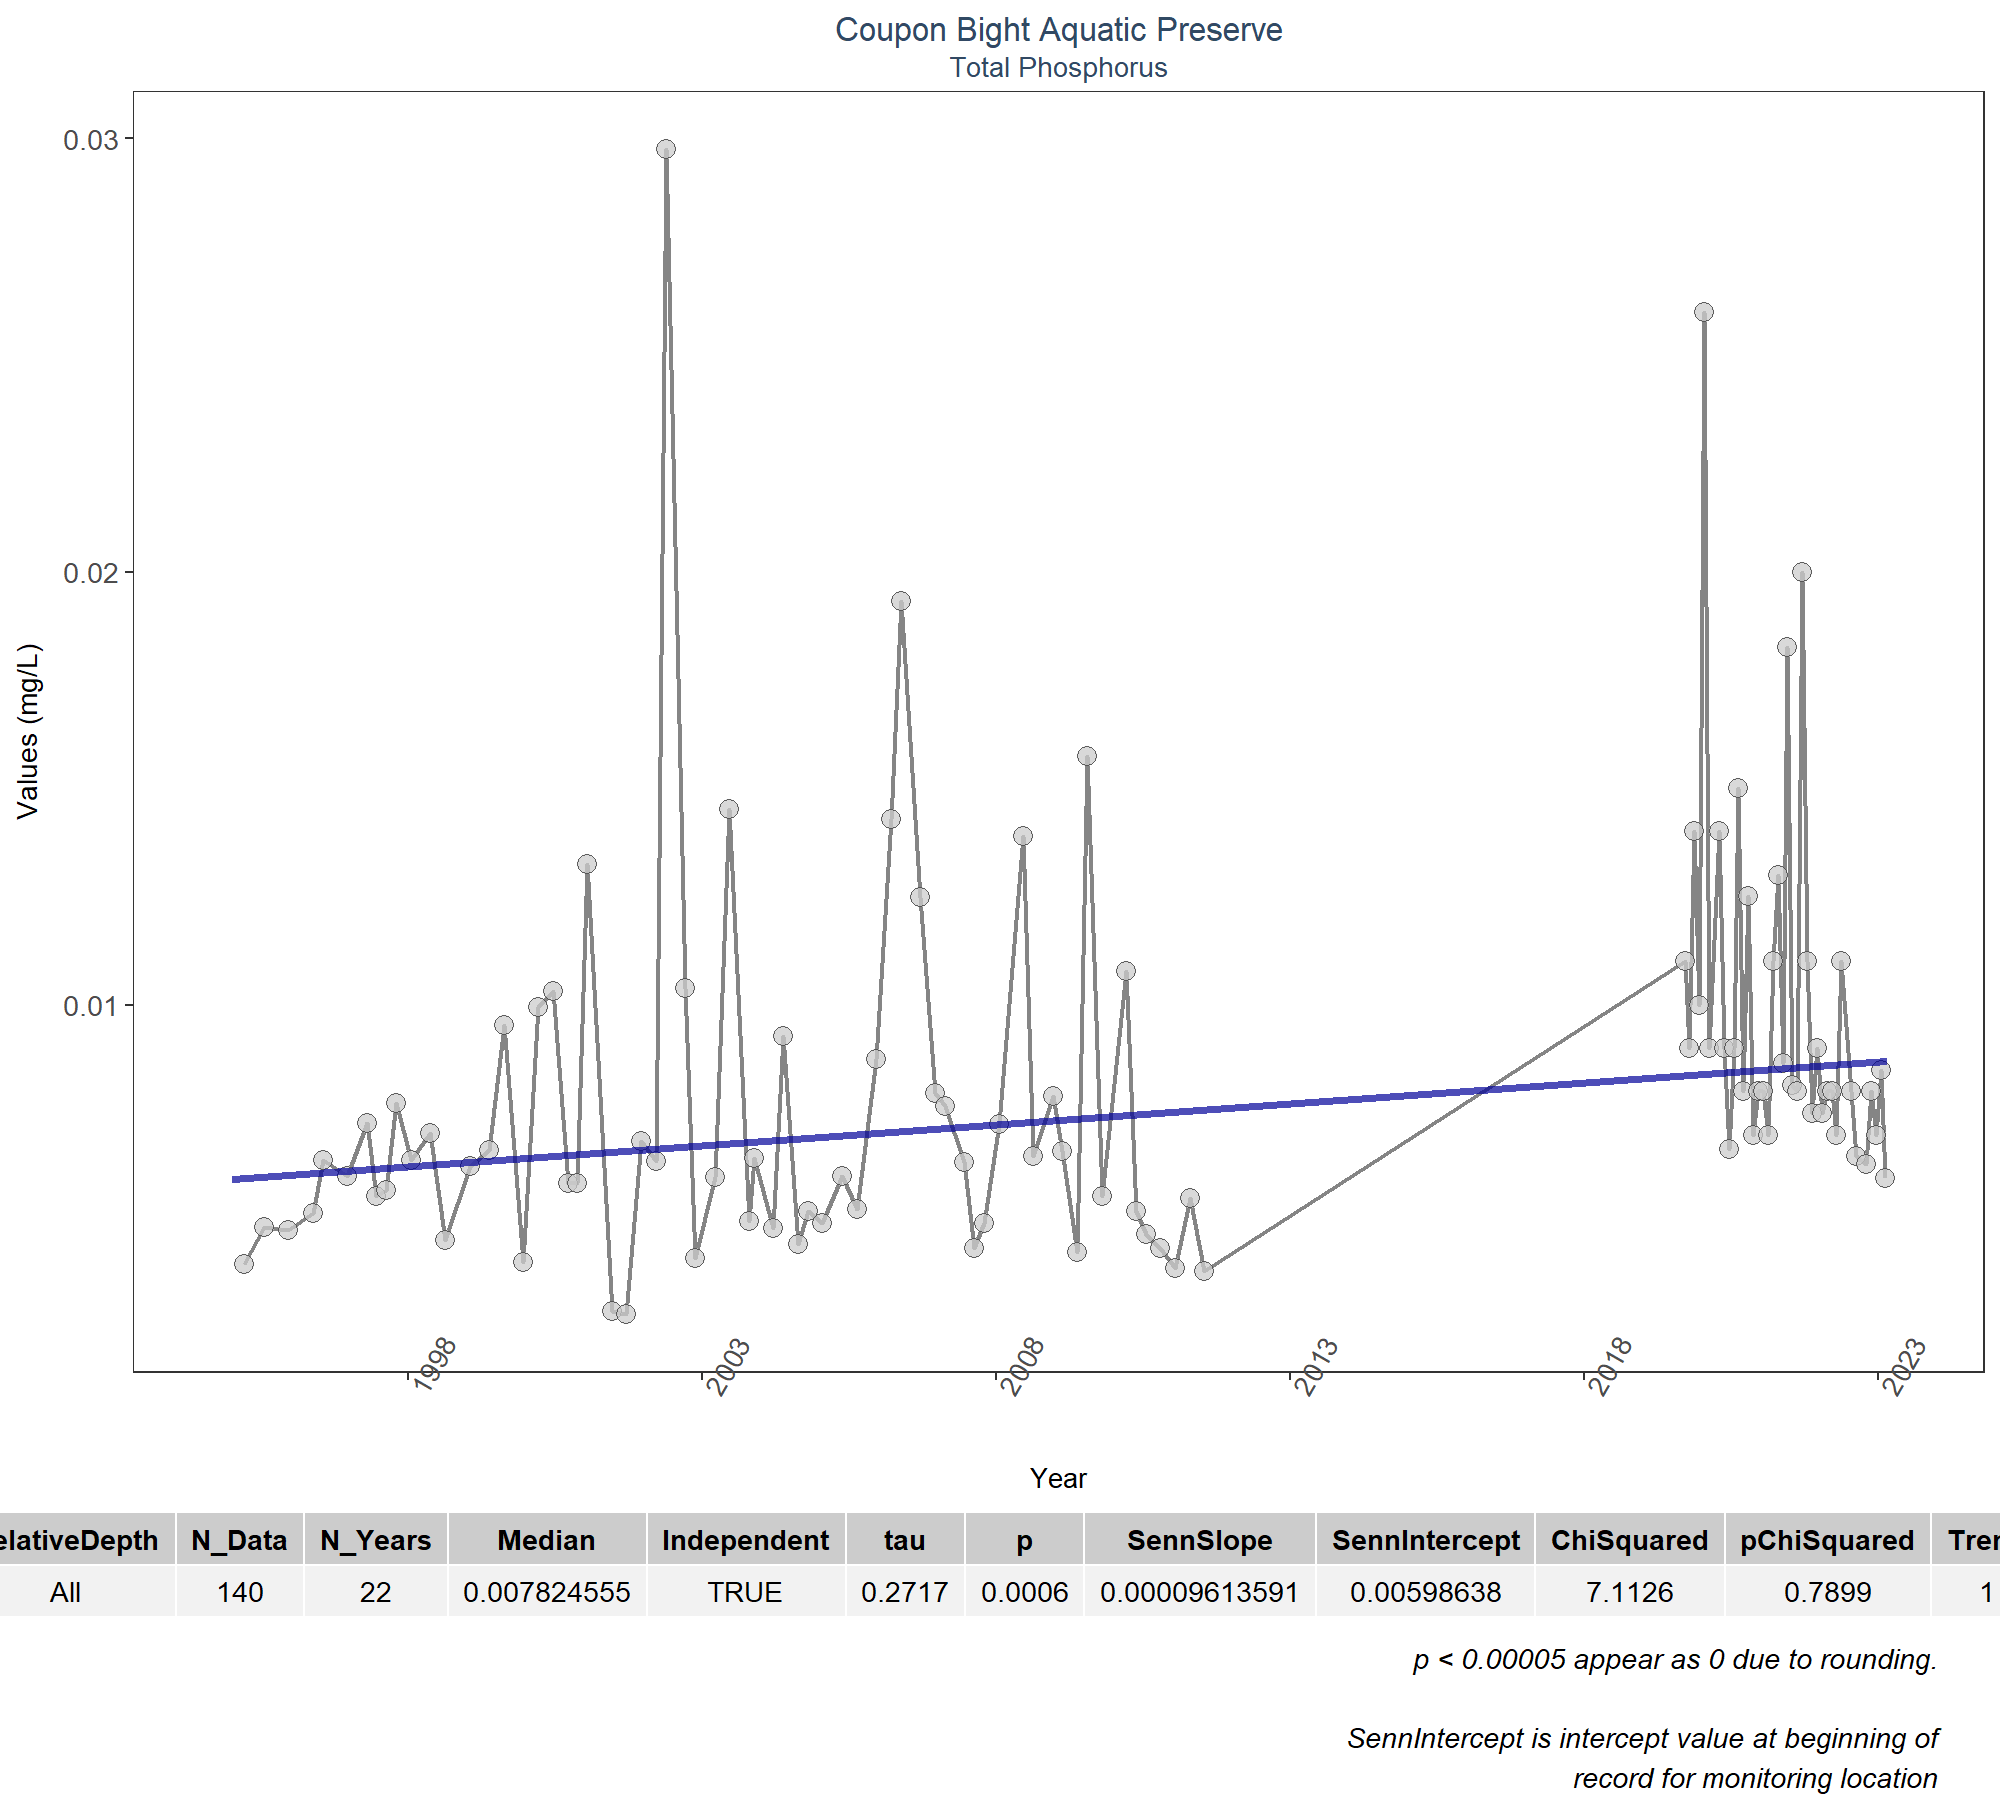 Coupon Bight Aquatic Preserve
Total Phosphorus
0.03
0.02
0.01
Values (mg/L)
1998 2003 2008 2013 2018 2023
Year
elativeDepth N_Data N_Years Median Independent tau p SennSlope SennIntercept ChiSquared pChiSquared Tren
All 140 22 0.007824555 TRUE 0.2717 0.0006 0.00009613591 0.00598638 7.1126 0.7899 1
p < 0.00005 appear as 0 due to rounding.
SennIntercept is intercept value at beginning of
record for monitoring location